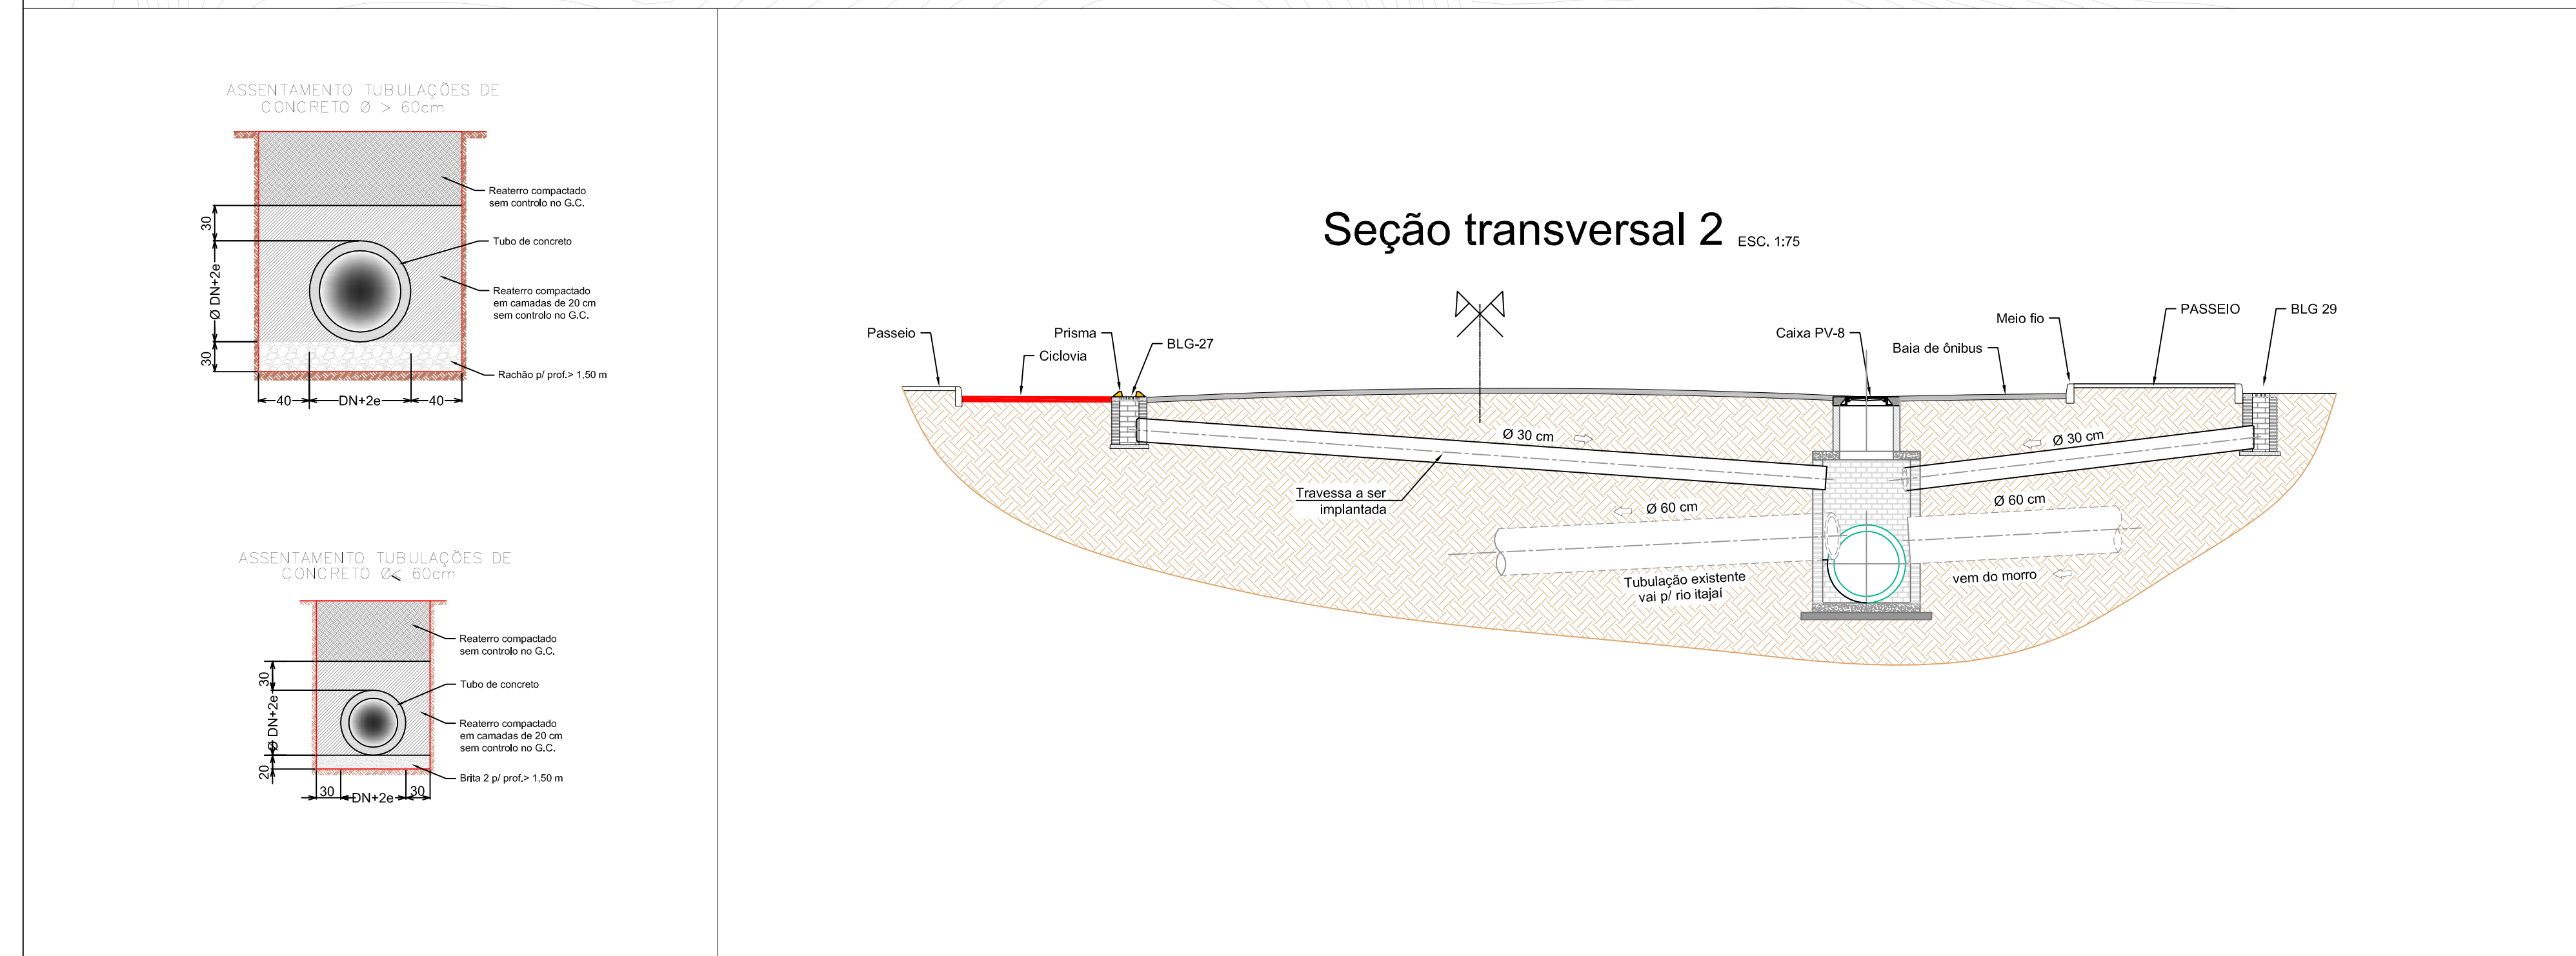 ASSENTAMENTO TUBULAÇÕES DE
CONCRETO Ø > 60cm
Reaterro compactado
sem controlo no G.C.
30
Tubo de concreto
Ø DN+2e
Reaterro compactado
em camadas de 20 cm
sem controlo no G.C.
30
Rachão p/ prof.> 1,50 m
40
DN+2e
40
ASSENTAMENTO TUBULAÇÕES DE
CONCRETO Ø< 60cm
Reaterro compactado
sem controlo no G.C.
30
Tubo de concreto
Ø DN+2e
Reaterro compactado
em camadas de 20 cm
sem controlo no G.C.
20
Brita 2 p/ prof.> 1,50 m
30
DN+2e
30
Seção transversal 2 ESC. 1:75
Passeio
Prisma
Ciclovia
BLG-27
Caixa PV-8
Baia de ônibus
Meio fio
PASSEIO
BLG 29
Ø 30 cm
Ø 30 cm
Travessa a ser
implantada
Ø 60 cm
Ø 60 cm
Tubulação existente
vai p/ rio itajaí
vem do morro